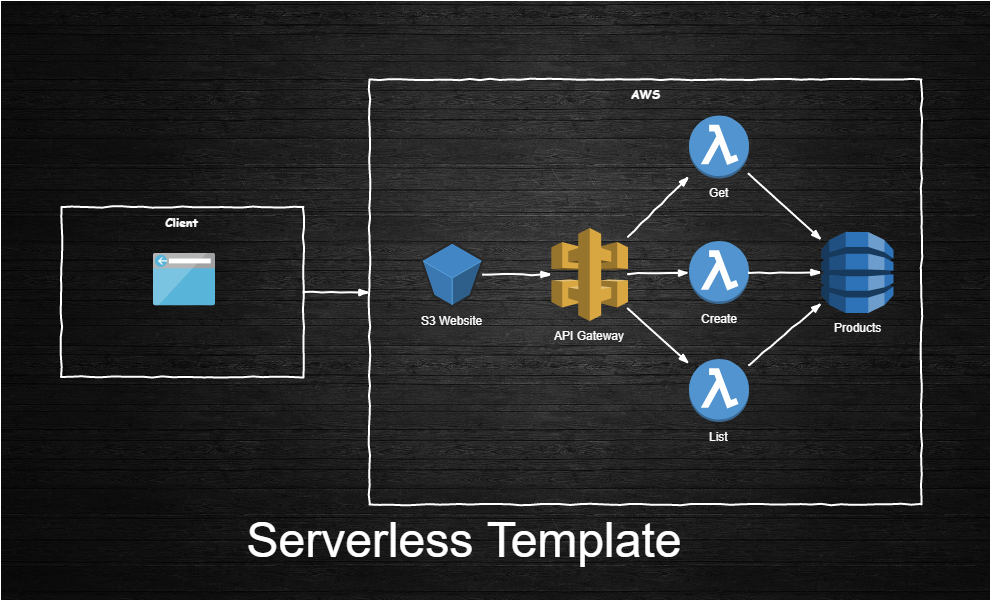 AWS
Get
Client
S3 Website
Create
API Gateway
Products
List
Serverless Template